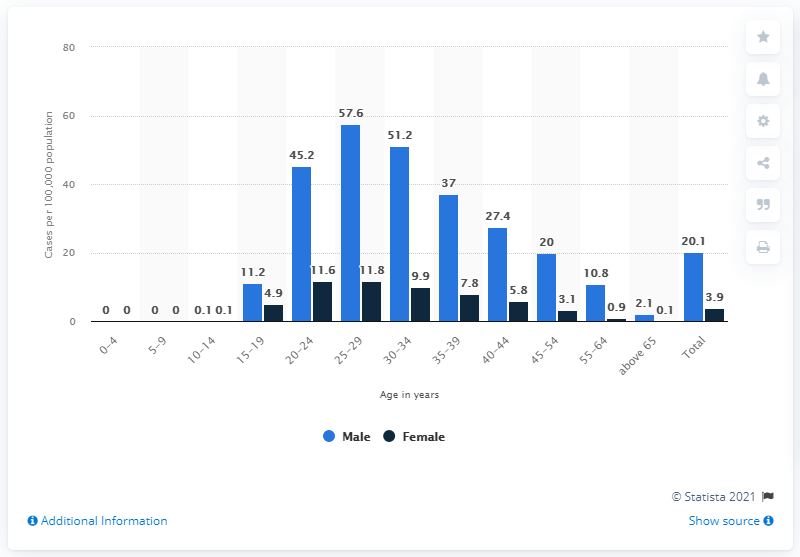 Cases per 100,000 population
80
60
40
20
0
0 0 0 0 0.1 0.1 11.2 4.9 45.2 11.6 57.6 11.8 51.2 9.9 37 7.8 27.4 5.8 20 3.1 10.8 0.9 2.1 0.1 20.1 3.9
0–4 5–9 10–14 15–19 20–24 25–29 30–34 35–39 40–44 45–54 55–64 above 65 Total
Age in years
Male Female
© Statista 2021
Additional Information Show source